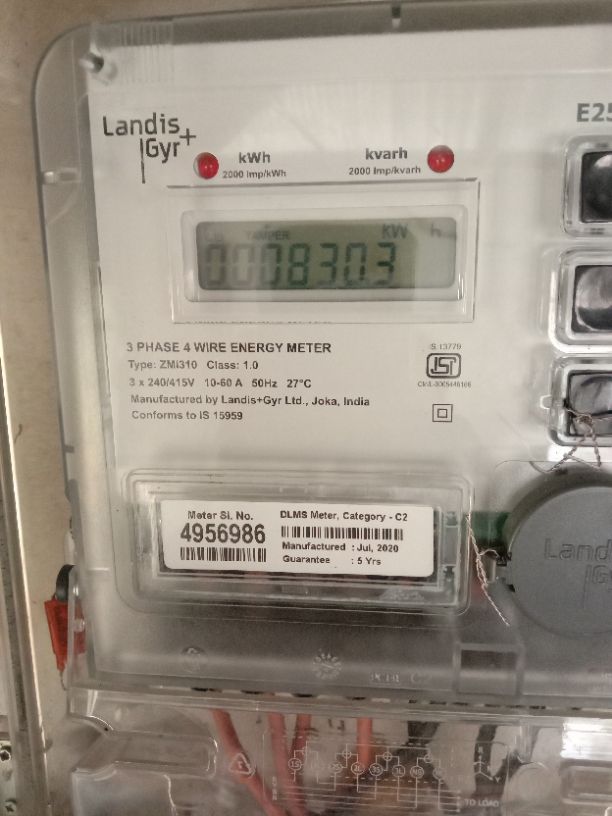 Landis
Gyr+
E25
kWh
2000 Imp/kWh
kvarh
2000 Imp/kvarh
TAMPER
kW h
0008303
3 PHASE 4 WIRE ENERGY METER
Type: ZMi310 Class: 1.0
3 x 240/415V 10-60 A 50Hz 27°C
Manufactured by Landis+Gyr Ltd., Joka, India
Conforms to IS 15959
IS 13779
Meter Sl. No.
4956986
DLMS Meter, Category - C2
Manufactured : Jul, 2020
Guarantee : 5 Yrs
Land
Gy
TO LOAD